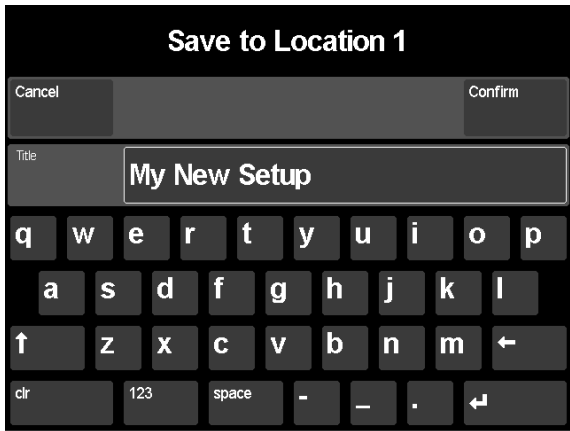 Save to Location 1
Cancel Confirm
Title My New Setup
q w e r t y u i o p
a s d f g h j k l
↑ z x c v b n m ←
clr 123 space - _ . ↵